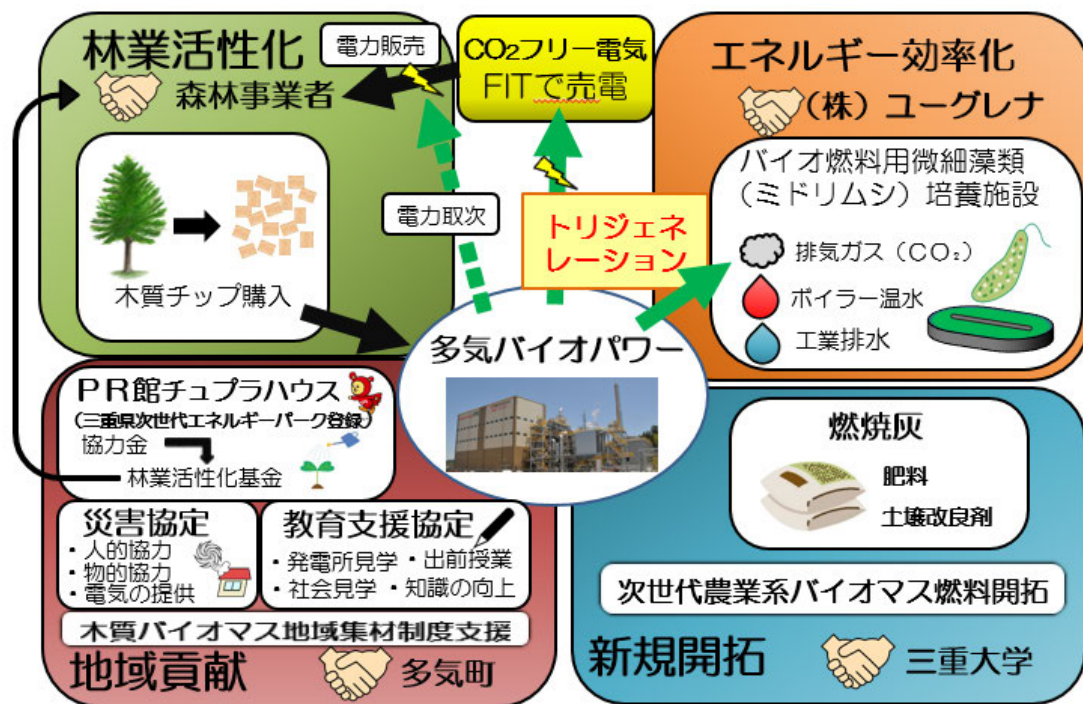 林業活性化
森林事業者
電力販売
CO₂フリー電気
FITで売電
エネルギー効率化
(株)ユーグレナ
バイオ燃料用微細藻類
(ミドリムシ)培養施設
排気ガス(CO₂)
ボイラー温水
工業排水
木質チップ購入
電力取次
トリジェネ
レーション
多気バイオパワー
PR館チュプラハウス
(三重県次世代エネルギーパーク登録)
協力金
林業活性化基金
災害協定
・人的協力
・物的協力
・電気の提供
教育支援協定
・発電所見学 ・出前授業
・社会見学 ・知識の向上
木質バイオマス地域集材制度支援
地域貢献
多気町
燃焼灰
肥料
土壌改良剤
次世代農業系バイオマス燃料開拓
新規開拓
三重大学